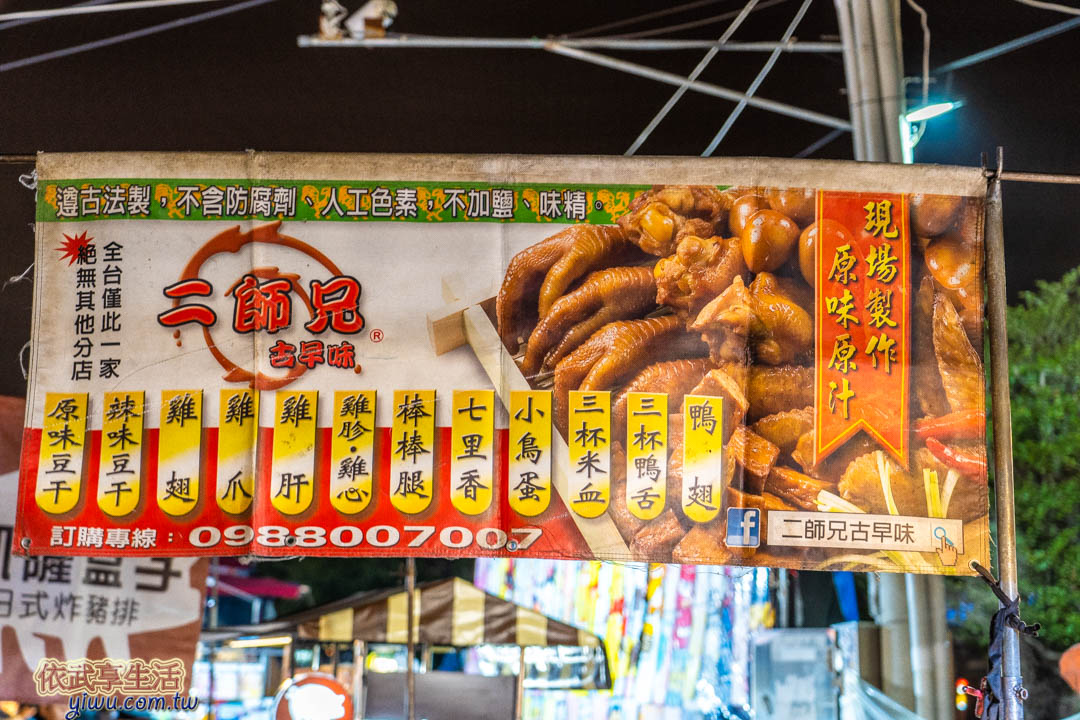 遵古法製，不含防腐劑、人工色素，不加鹽、味精。
全台僅此一家
絕無其他分店
二師兄
古早味
®
現場製作
原味原汁
原味豆干
辣味豆干
雞翅
雞爪
雞肝
雞胗·雞心
棒棒腿
七里香
小鳥蛋
三杯米血
三杯鴨舌
鴨翅
訂購專線：0988007007
f 二師兄古早味
日式炸豬排
依武享生活
yiwu.com.tw